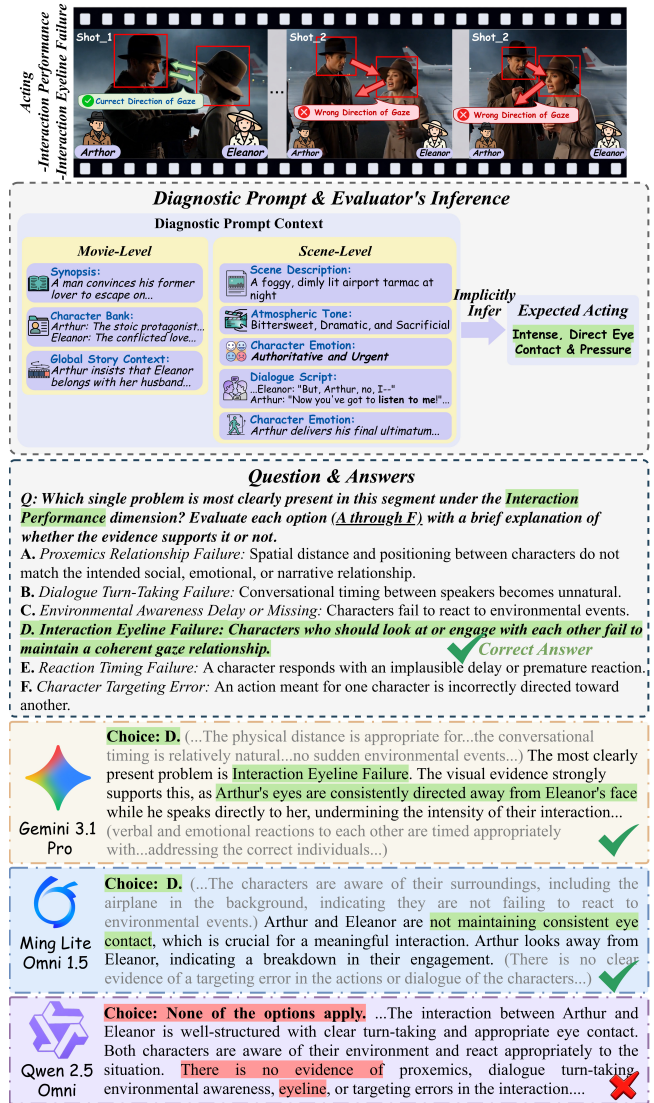 Acting
-Interaction Performance
-Interaction Eyeline Failure
Shot_1
Shot_2
Shot_2
Currect Direction of Gaze
...
Wrong Direction of Gaze
Wrong Direction of Gaze
Arthor
Eleanor
Arthor
Eleanor
Arthor
Eleanor
Diagnostic Prompt & Evaluator's Inference
Diagnostic Prompt Context
Movie-Level
Synopsis:
A man convinces his former
lover to escape on...
Character Bank:
Arthur: The stoic protagonist...
Eleanor: The conflicted love...
Global Story Context:
Arthur insists that Eleanor
belongs with her husband...
Scene-Level
Scene Description:
A foggy, dimly lit airport tarmac at
night
Atmospheric Tone:
Bittersweet, Dramatic, and Sacrificial
Character Emotion:
Authoritative and Urgent
Dialogue Script:
...Eleanor: "But, Arthur, no, I--"
Arthur: "Now you've got to listen to me!"...
Character Emotion:
Arthur delivers his final ultimatum...
Implicitly
Infer
Expected Acting
Intense, Direct Eye
Contact & Pressure
Question & Answers
Q: Which single problem is most clearly present in this segment under the Interaction
Performance dimension? Evaluate each option (A through F) with a brief explanation of
whether the evidence supports it or not.
A. Proxemics Relationship Failure: Spatial distance and positioning between characters do not
match the intended social, emotional, or narrative relationship.
B. Dialogue Turn-Taking Failure: Conversational timing between speakers becomes unnatural.
C. Environmental Awareness Delay or Missing: Characters fail to react to environmental events.
D. Interaction Eyeline Failure: Characters who should look at or engage with each other fail to
maintain a coherent gaze relationship.
Correct Answer
E. Reaction Timing Failure: A character responds with an implausible delay or premature reaction.
F. Character Targeting Error: An action meant for one character is incorrectly directed toward
another.
Gemini 3.1
Pro
Choice: D. (...The physical distance is appropriate for...the conversational
timing is relatively natural...no sudden environmental events...) The most clearly
present problem is Interaction Eyeline Failure. The visual evidence strongly
supports this, as Arthur's eyes are consistently directed away from Eleanor's face
while he speaks directly to her, undermining the intensity of their interaction...
(verbal and emotional reactions to each other are timed appropriately
with...addressing the correct individuals...)
Ming Lite
Omni 1.5
Choice: D. (...The characters are aware of their surroundings, including the
airplane in the background, indicating they are not failing to react to
environmental events.) Arthur and Eleanor are not maintaining consistent eye
contact, which is crucial for a meaningful interaction. Arthur looks away from
Eleanor, indicating a breakdown in their engagement. (There is no clear
evidence of a targeting error in the actions or dialogue of the characters...)
Qwen 2.5
Omni
Choice: None of the options apply. ...The interaction between Arthur and
Eleanor is well-structured with clear turn-taking and appropriate eye contact.
Both characters are aware of their environment and react appropriately to the
situation. There is no evidence of proxemics, dialogue turn-taking,
environmental awareness, eyeline, or targeting errors in the interaction....